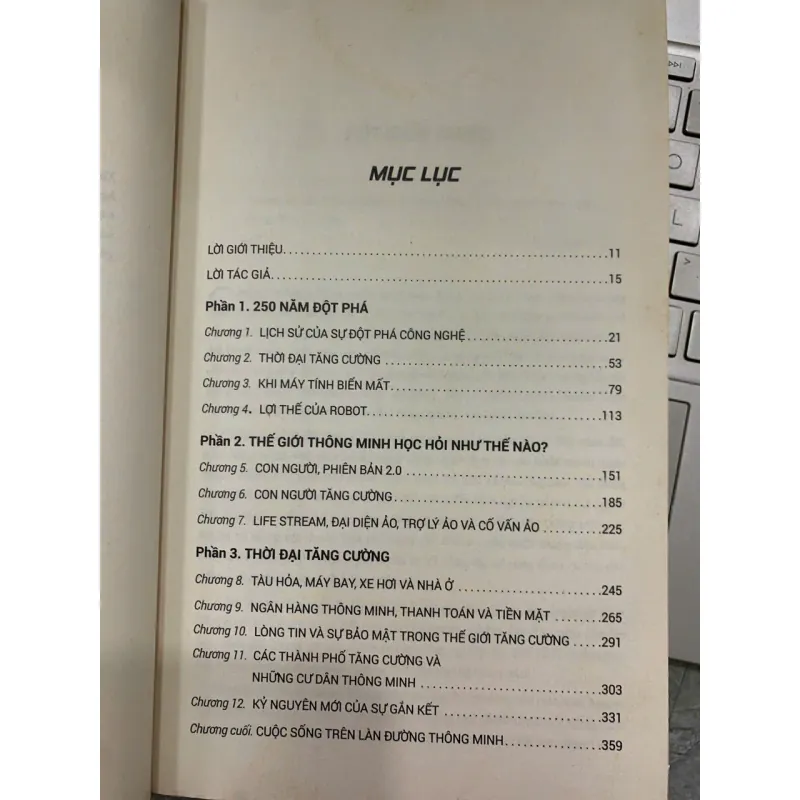 MỤC LỤC
LỜI GIỚI THIỆU.......................................................11
LỜI TÁC GIẢ.........................................................15
Phần 1. 250 NĂM ĐỘT PHÁ
Chương 1. LỊCH SỬ CỦA SỰ ĐỘT PHÁ CÔNG NGHỆ.......................21
Chương 2. THỜI ĐẠI TĂNG CƯỜNG ....................................53
Chương 3. KHI MÁY TÍNH BIẾN MẤT...................................79
Chương 4. LỢI THẾ CỦA ROBOT......................................113
Phần 2. THẾ GIỚI THÔNG MINH HỌC HỎI NHƯ THẾ NÀO?
Chương 5. CON NGƯỜI, PHIÊN BẢN 2.0 ...............................151
Chương 6. CON NGƯỜI TĂNG CƯỜNG...................................185
Chương 7. LIFE STREAM, ĐẠI DIỆN ẢO, TRỢ LÝ ẢO VÀ CỐ VẤN ẢO ..........225
Phần 3. THỜI ĐẠI TĂNG CƯỜNG
Chương 8. TÀU HỎA, MÁY BAY, XE HƠI VÀ NHÀ Ở ........................245
Chương 9. NGÂN HÀNG THÔNG MINH, THANH TOÁN VÀ TIỀN MẶT .........265
Chương 10. LÒNG TIN VÀ SỰ BẢO MẬT TRONG THẾ GIỚI TĂNG CƯỜNG .....291
Chương 11. CÁC THÀNH PHỐ TĂNG CƯỜNG VÀ
NHỮNG CƯ DÂN THÔNG MINH ...............................303
Chương 12. KỶ NGUYÊN MỚI CỦA SỰ GẮN KẾT ...........................331
Chương cuối. CUỘC SỐNG TRÊN LÀN ĐƯỜNG THÔNG MINH.................359
L